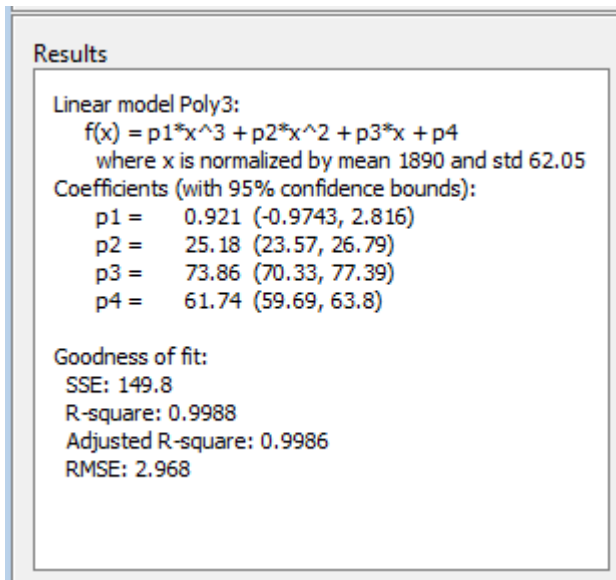 Results
Linear model Poly3:
f(x) = p1*x^3 + p2*x^2 + p3*x + p4
where x is normalized by mean 1890 and std 62.05
Coefficients (with 95% confidence bounds):
p1 = 0.921 (-0.9743, 2.816)
p2 = 25.18 (23.57, 26.79)
p3 = 73.86 (70.33, 77.39)
p4 = 61.74 (59.69, 63.8)
Goodness of fit:
SSE: 149.8
R-square: 0.9988
Adjusted R-square: 0.9986
RMSE: 2.968